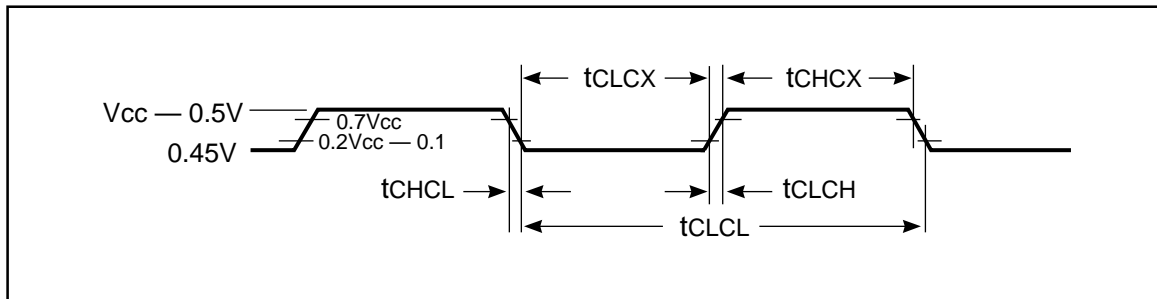 tCLCX
tCHCX
Vcc — 0.5V
0.7Vcc
0.2Vcc — 0.1
0.45V
tCHCL
tCLCH
tCLCL